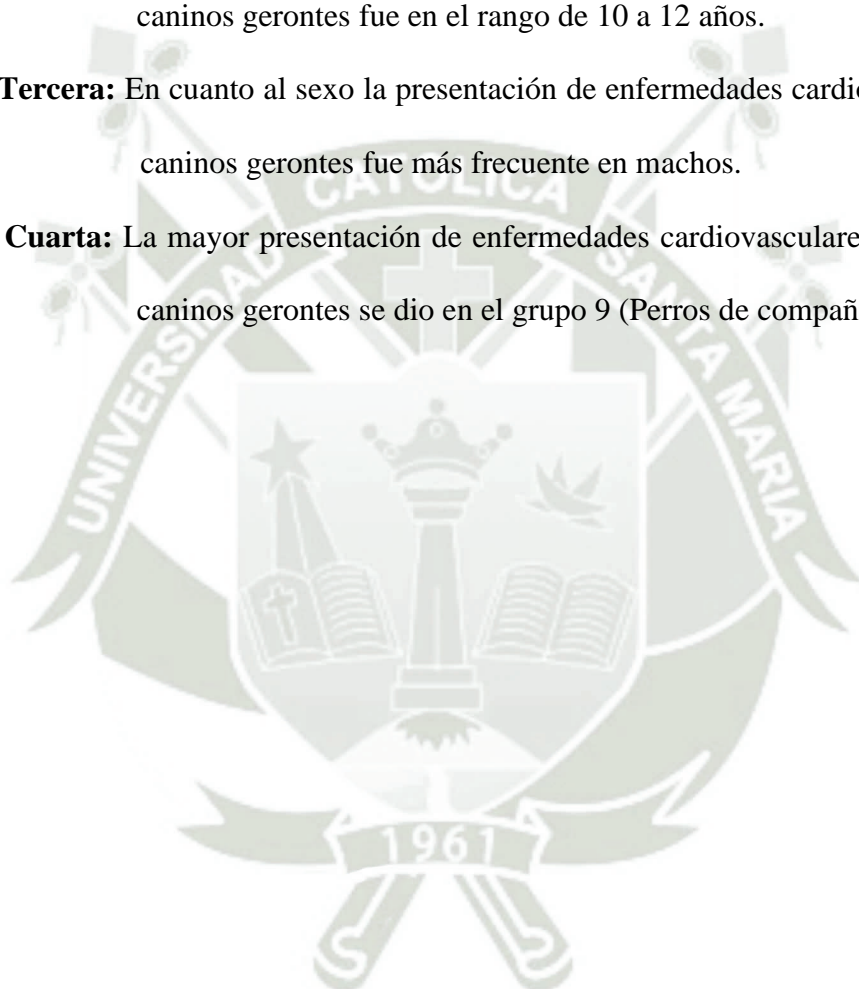 caninos gerontes fue en el rango de 10 a 12 años.
Tercera: En cuanto al sexo la presentación de enfermedades
caninos gerontes fue más frecuente en machos.
Cuarta: La mayor presentación de enfermedades
caninos gerontes se dio en el grupo 9 (Perros de
UNIVERSIDAD CATOLICA SANTA MARIA
1961